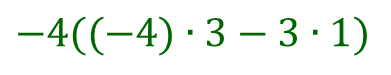 −4((−4) · 3 − 3 · 1)